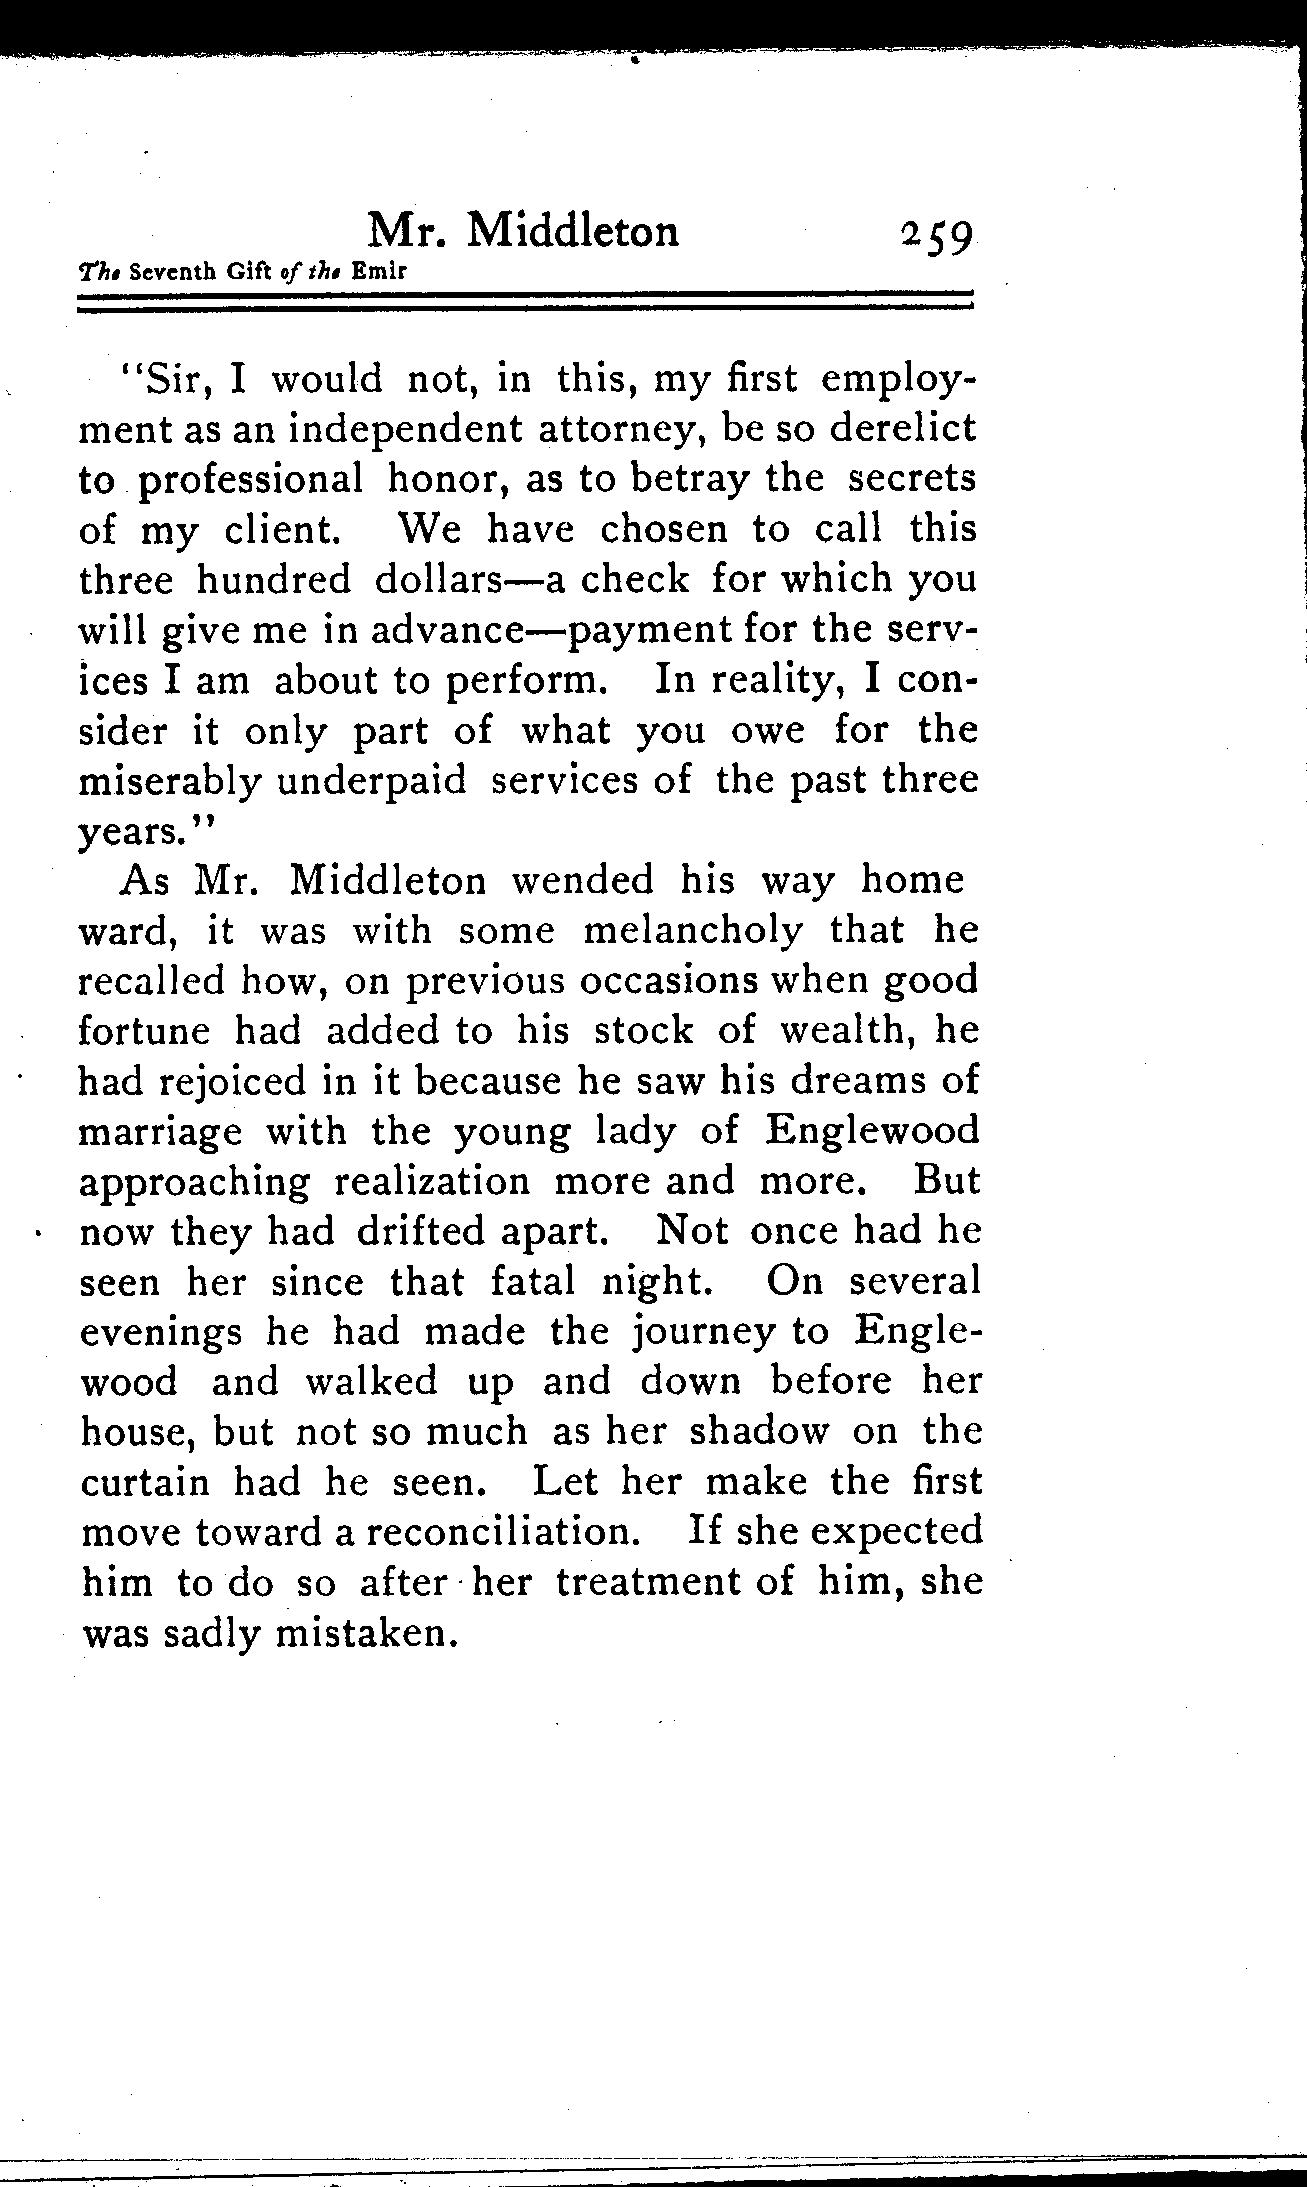 Mr. Middleton 259
The Seventh Gift of the Emir
"Sir, I would not, in this, my first employ-
ment as an independent attorney, be so derelict
to professional honor, as to betray the secrets
of my client. We have chosen to call this
three hundred dollars—a check for which you
will give me in advance—payment for the serv-
ices I am about to perform. In reality, I con-
sider it only part of what you owe for the
miserably underpaid services of the past three
years."
As Mr. Middleton wended his way home
ward, it was with some melancholy that he
recalled how, on previous occasions when good
fortune had added to his stock of wealth, he
had rejoiced in it because he saw his dreams of
marriage with the young lady of Englewood
approaching realization more and more. But
now they had drifted apart. Not once had he
seen her since that fatal night. On several
evenings he had made the journey to Engle-
wood and walked up and down before her
house, but not so much as her shadow on the
curtain had he seen. Let her make the first
move toward a reconciliation. If she expected
him to do so after her treatment of him, she
was sadly mistaken.